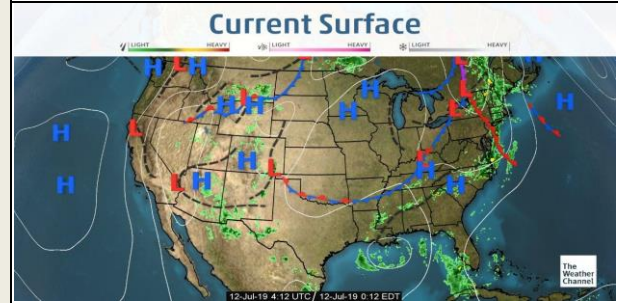 Current Surface
LIGHT HEAVY LIGHT HEAVY LIGHT HEAVY
H L H H H
L H L H H
H L H L
H L H L H
H
The
Weather
Channel
12-Jul-19 4:12 UTC / 12-Jul-19 0:12 EDT